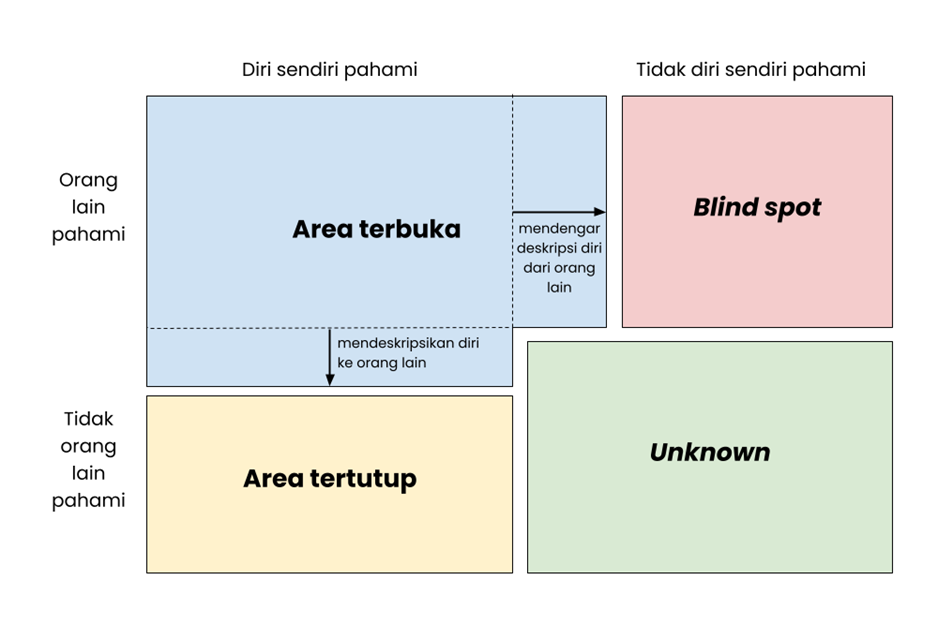 Diri sendiri pahami
Tidak diri sendiri pahami
Orang
lain
pahami
Area terbuka
mendengar
deskripsi diri
dari orang
lain
Blind spot
mendeskripsikan diri
ke orang lain
Tidak
orang
lain
pahami
Area tertutup
Unknown